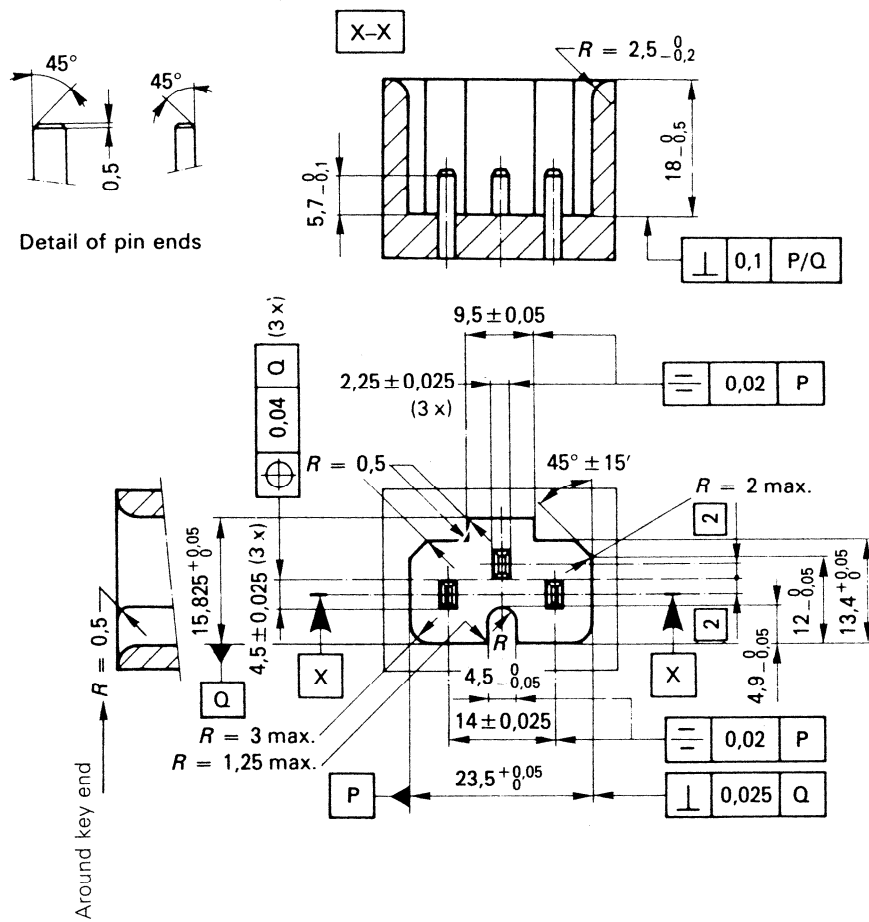 X–X
R = 2,5 0 −0,2
45°
45°
0,5
5,7 0 −0,1
18 0 −0,5
Detail of pin ends
⊥ 0,1 P/Q
9,5 ± 0,05
⌖ 0,04 Q (3 x)
2,25 ± 0,025
(3 x)
⌯ 0,02 P
R = 0,5
45° ± 15′
R = 2 max.
2
15,825 +0,05 0
4,5 ± 0,025 (3 x)
12 0 −0,05
13,4 +0,05 0
R = 0,5
2
4,9 0 −0,05
R
X
X
Q
4,5 0 −0,05
R = 3 max.
14 ± 0,025
⌯ 0,02 P
R = 1,25 max.
P
23,5 +0,05 0
⊥ 0,025 Q
Around key end